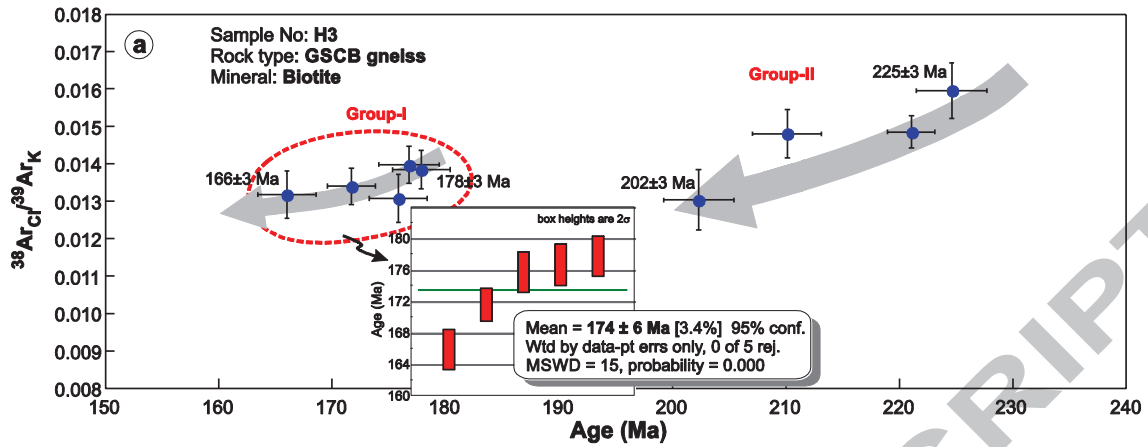 a
Sample No: H3
Rock type: GSCB gneiss
Mineral: Biotite
38ArCl/39ArK
0.018
0.017
0.016
0.015
0.014
0.013
0.012
0.011
0.010
0.009
0.008
Group-I
Group-II
225±3 Ma
166±3 Ma
178±3 Ma
202±3 Ma
box heights are 2σ
Age (Ma)
180
176
172
168
164
160
Mean = 174 ± 6 Ma [3.4%] 95% conf.
Wtd by data-pt errs only, 0 of 5 rej.
MSWD = 15, probability = 0.000
150 160 170 180 190 200 210 220 230 240
Age (Ma)
SCRIPT